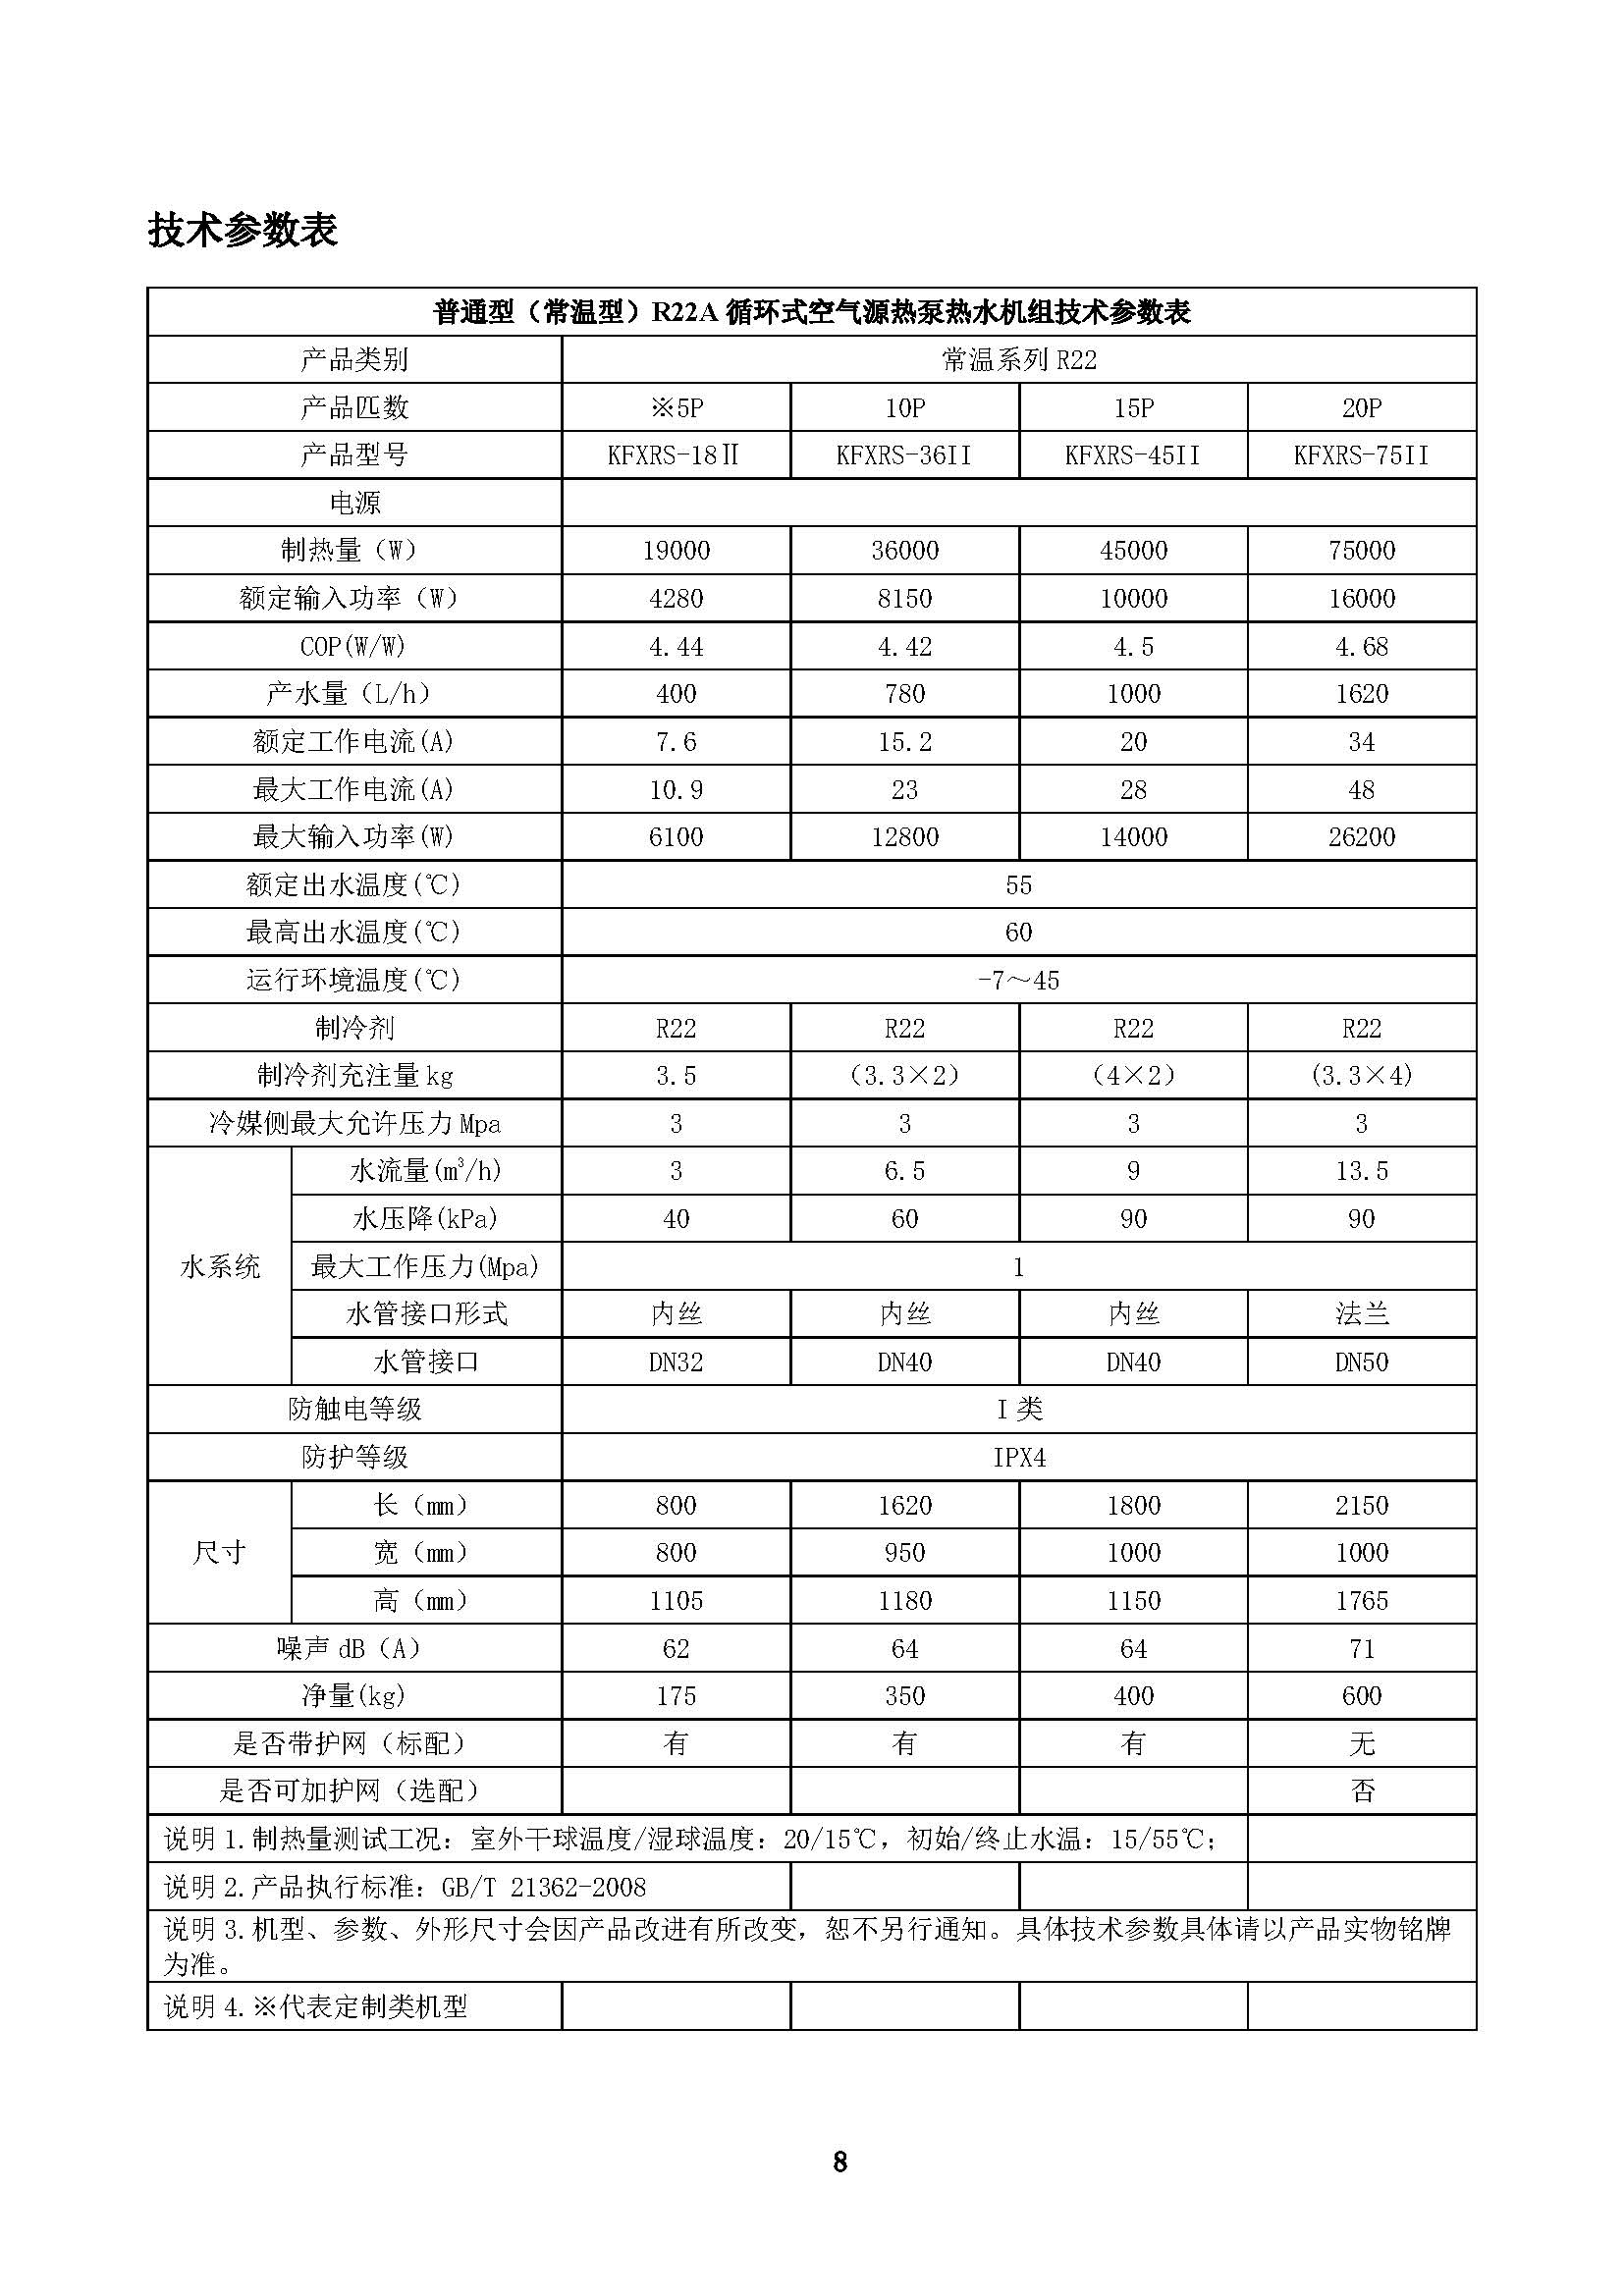 技术参数表
普通型（常温型）R22A 循环式空气源热泵热水机组技术参数表
产品类别 常温系列 R22
产品匹数 ※5P 10P 15P 20P
产品型号 KFXRS-18Ⅱ KFXRS-36II KFXRS-45II KFXRS-75II
电源
制热量（W） 19000 36000 45000 75000
额定输入功率（W） 4280 8150 10000 16000
COP(W/W) 4.44 4.42 4.5 4.68
产水量（L/h） 400 780 1000 1620
额定工作电流(A) 7.6 15.2 20 34
最大工作电流(A) 10.9 23 28 48
最大输入功率(W) 6100 12800 14000 26200
额定出水温度(℃) 55
最高出水温度(℃) 60
运行环境温度(℃) -7～45
制冷剂 R22 R22 R22 R22
制冷剂充注量 kg 3.5 （3.3×2） （4×2） (3.3×4)
冷媒侧最大允许压力 Mpa 3 3 3 3
水流量(m³/h) 3 6.5 9 13.5
水压降(kPa) 40 60 90 90
水系统 最大工作压力(Mpa) 1
水管接口形式 内丝 内丝 内丝 法兰
水管接口 DN32 DN40 DN40 DN50
防触电等级 I 类
防护等级 IPX4
长（mm） 800 1620 1800 2150
尺寸 宽（mm） 800 950 1000 1000
高（mm） 1105 1180 1150 1765
噪声 dB（A） 62 64 64 71
净量(kg) 175 350 400 600
是否带护网（标配） 有 有 有 无
是否可加护网（选配） 否
说明 1.制热量测试工况：室外干球温度/湿球温度：20/15℃，初始/终止水温：15/55℃；
说明 2.产品执行标准：GB/T 21362-2008
说明 3.机型、参数、外形尺寸会因产品改进有所改变，恕不另行通知。具体技术参数具体请以产品实物铭牌
为准。
说明 4.※代表定制类机型
8